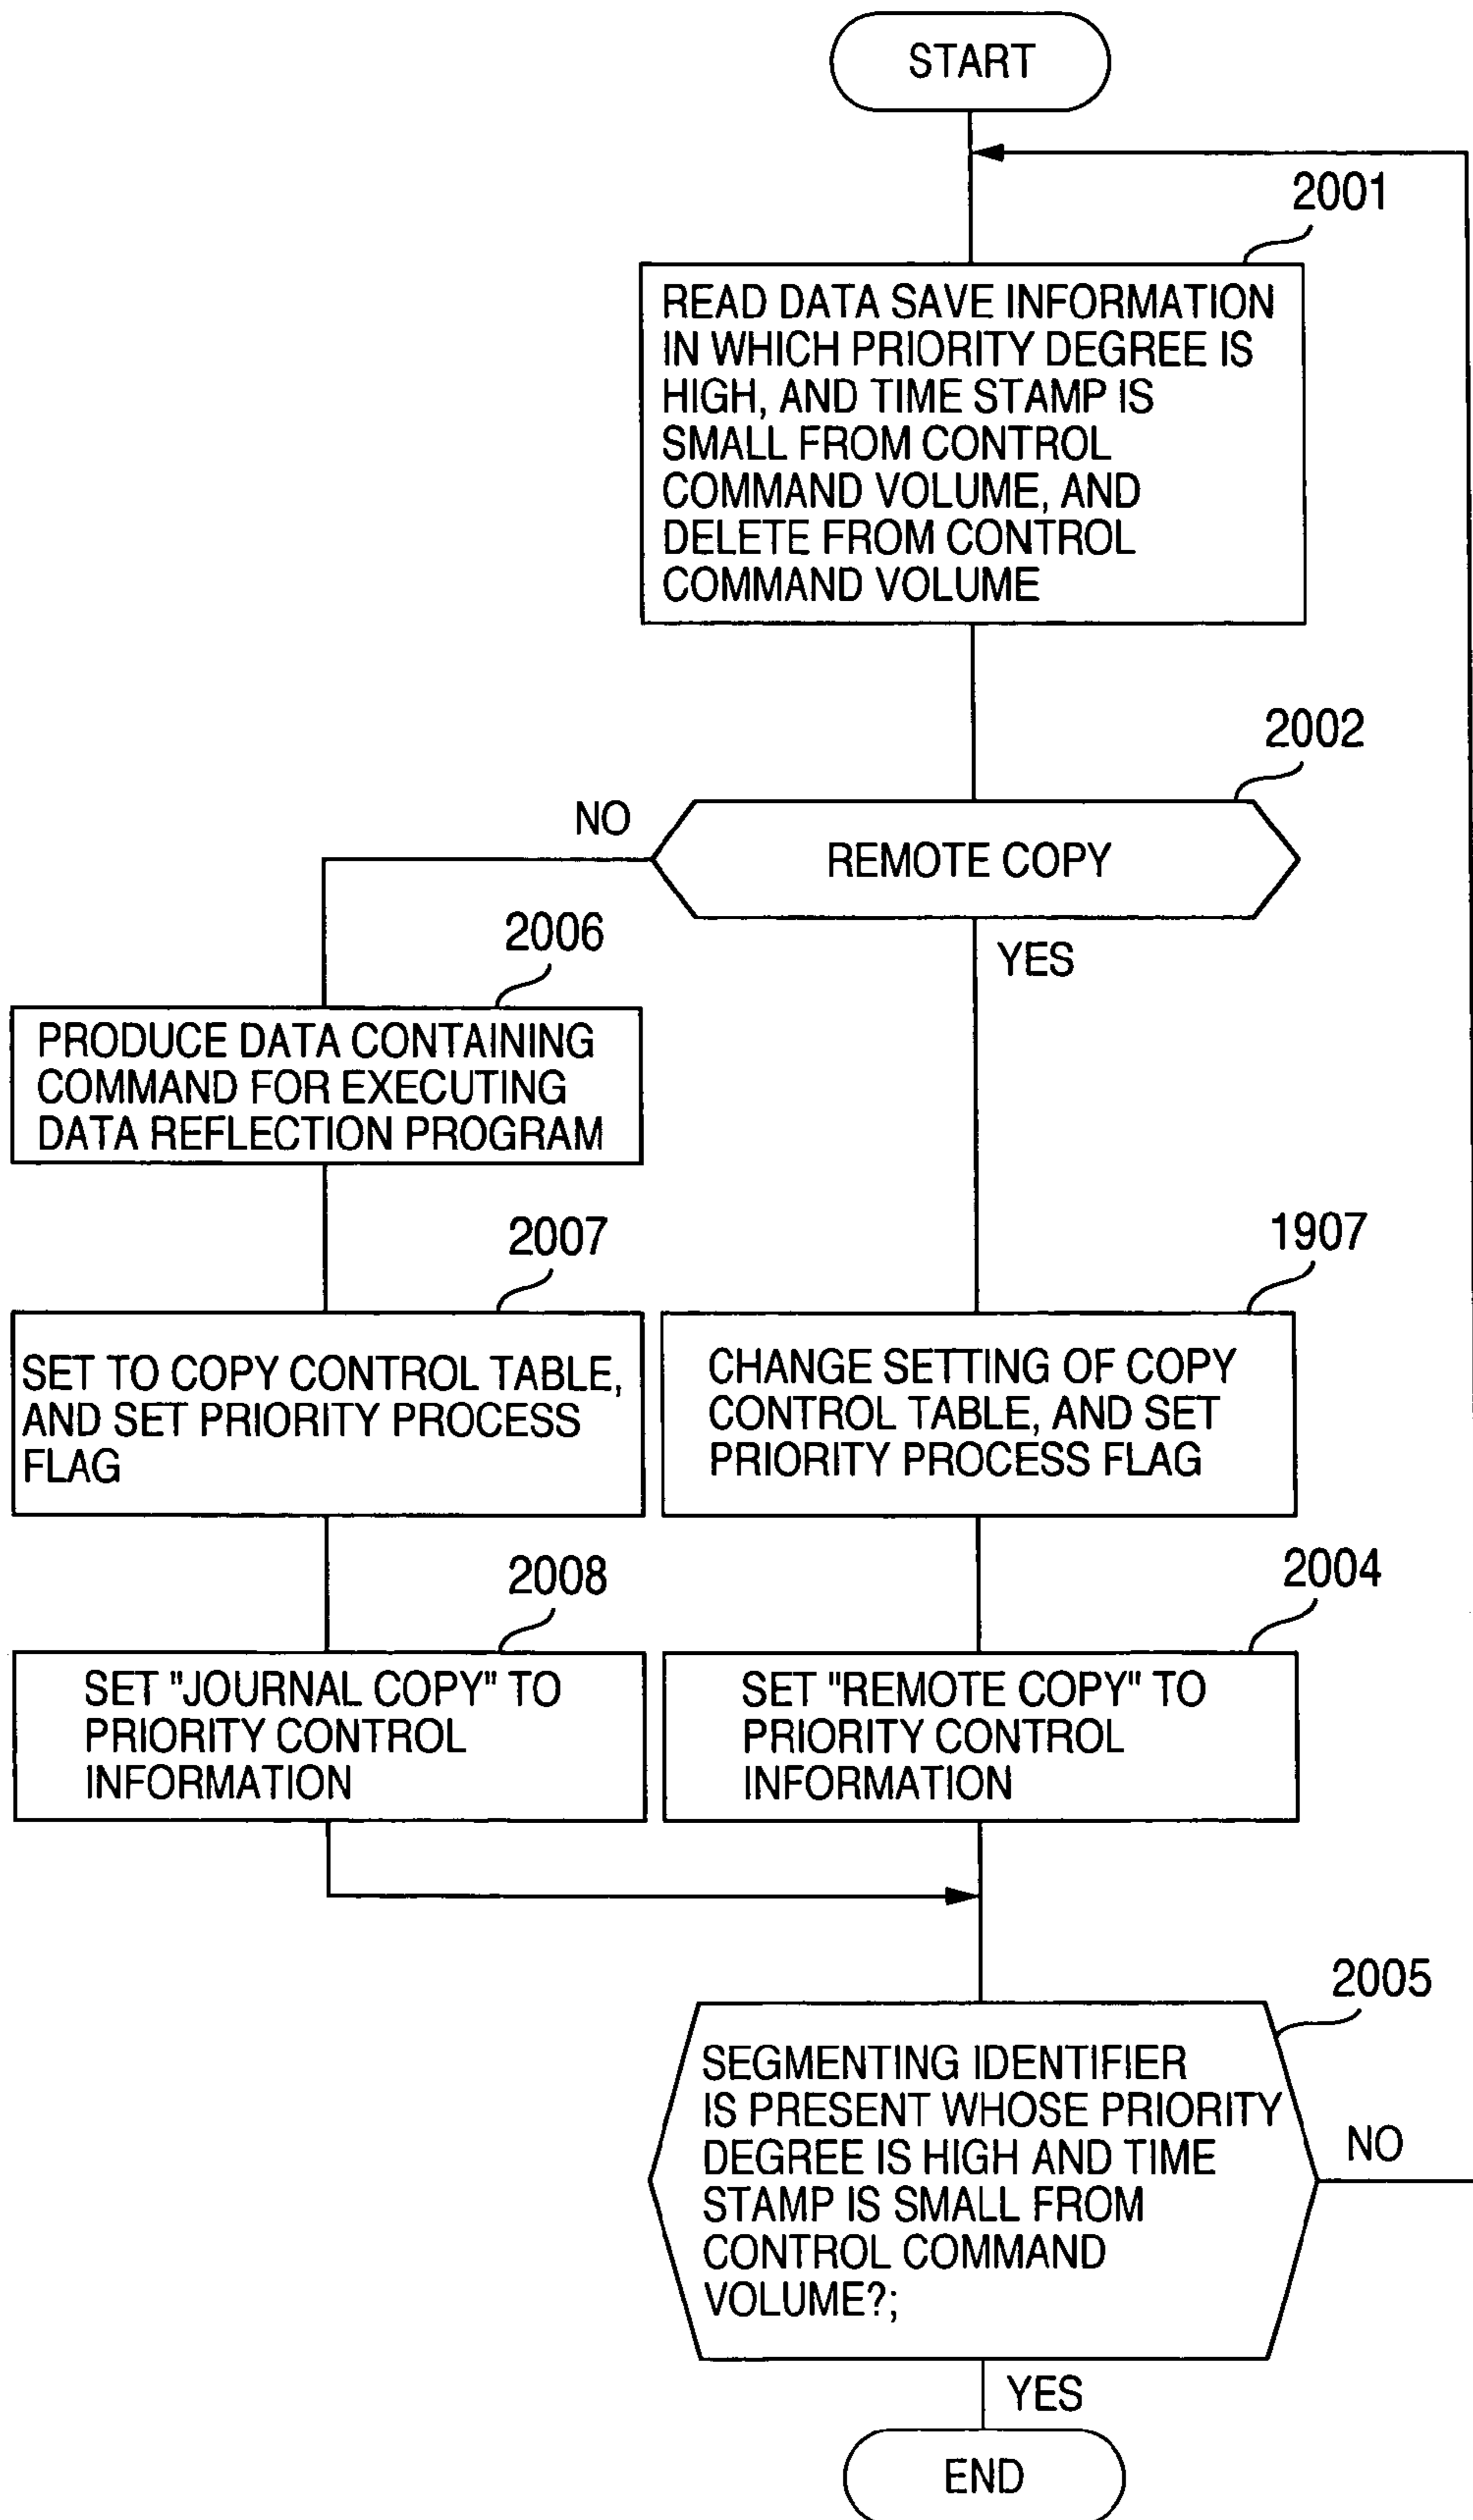 START
2001
READ DATA SAVE INFORMATION
IN WHICH PRIORITY DEGREE IS
HIGH, AND TIME STAMP IS
SMALL FROM CONTROL
COMMAND VOLUME, AND
DELETE FROM CONTROL
COMMAND VOLUME
2002
NO
REMOTE COPY
YES
2006
PRODUCE DATA CONTAINING
COMMAND FOR EXECUTING
DATA REFLECTION PROGRAM
2007
SET TO COPY CONTROL TABLE,
AND SET PRIORITY PROCESS
FLAG
1907
CHANGE SETTING OF COPY
CONTROL TABLE, AND SET
PRIORITY PROCESS FLAG
2008
SET "JOURNAL COPY" TO
PRIORITY CONTROL
INFORMATION
2004
SET "REMOTE COPY" TO
PRIORITY CONTROL
INFORMATION
2005
SEGMENTING IDENTIFIER
IS PRESENT WHOSE PRIORITY
DEGREE IS HIGH AND TIME
STAMP IS SMALL FROM
CONTROL COMMAND
VOLUME?;
NO
YES
END